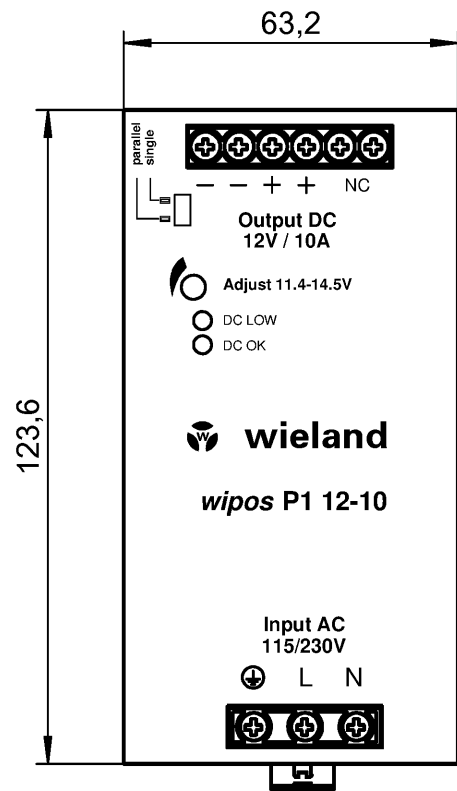 63,2
123,6
parallel
single
− − + + NC
Output DC
12V / 10A
Adjust 11.4-14.5V
DC LOW
DC OK
W
wieland
wipos P1 12-10
Input AC
115/230V
L N